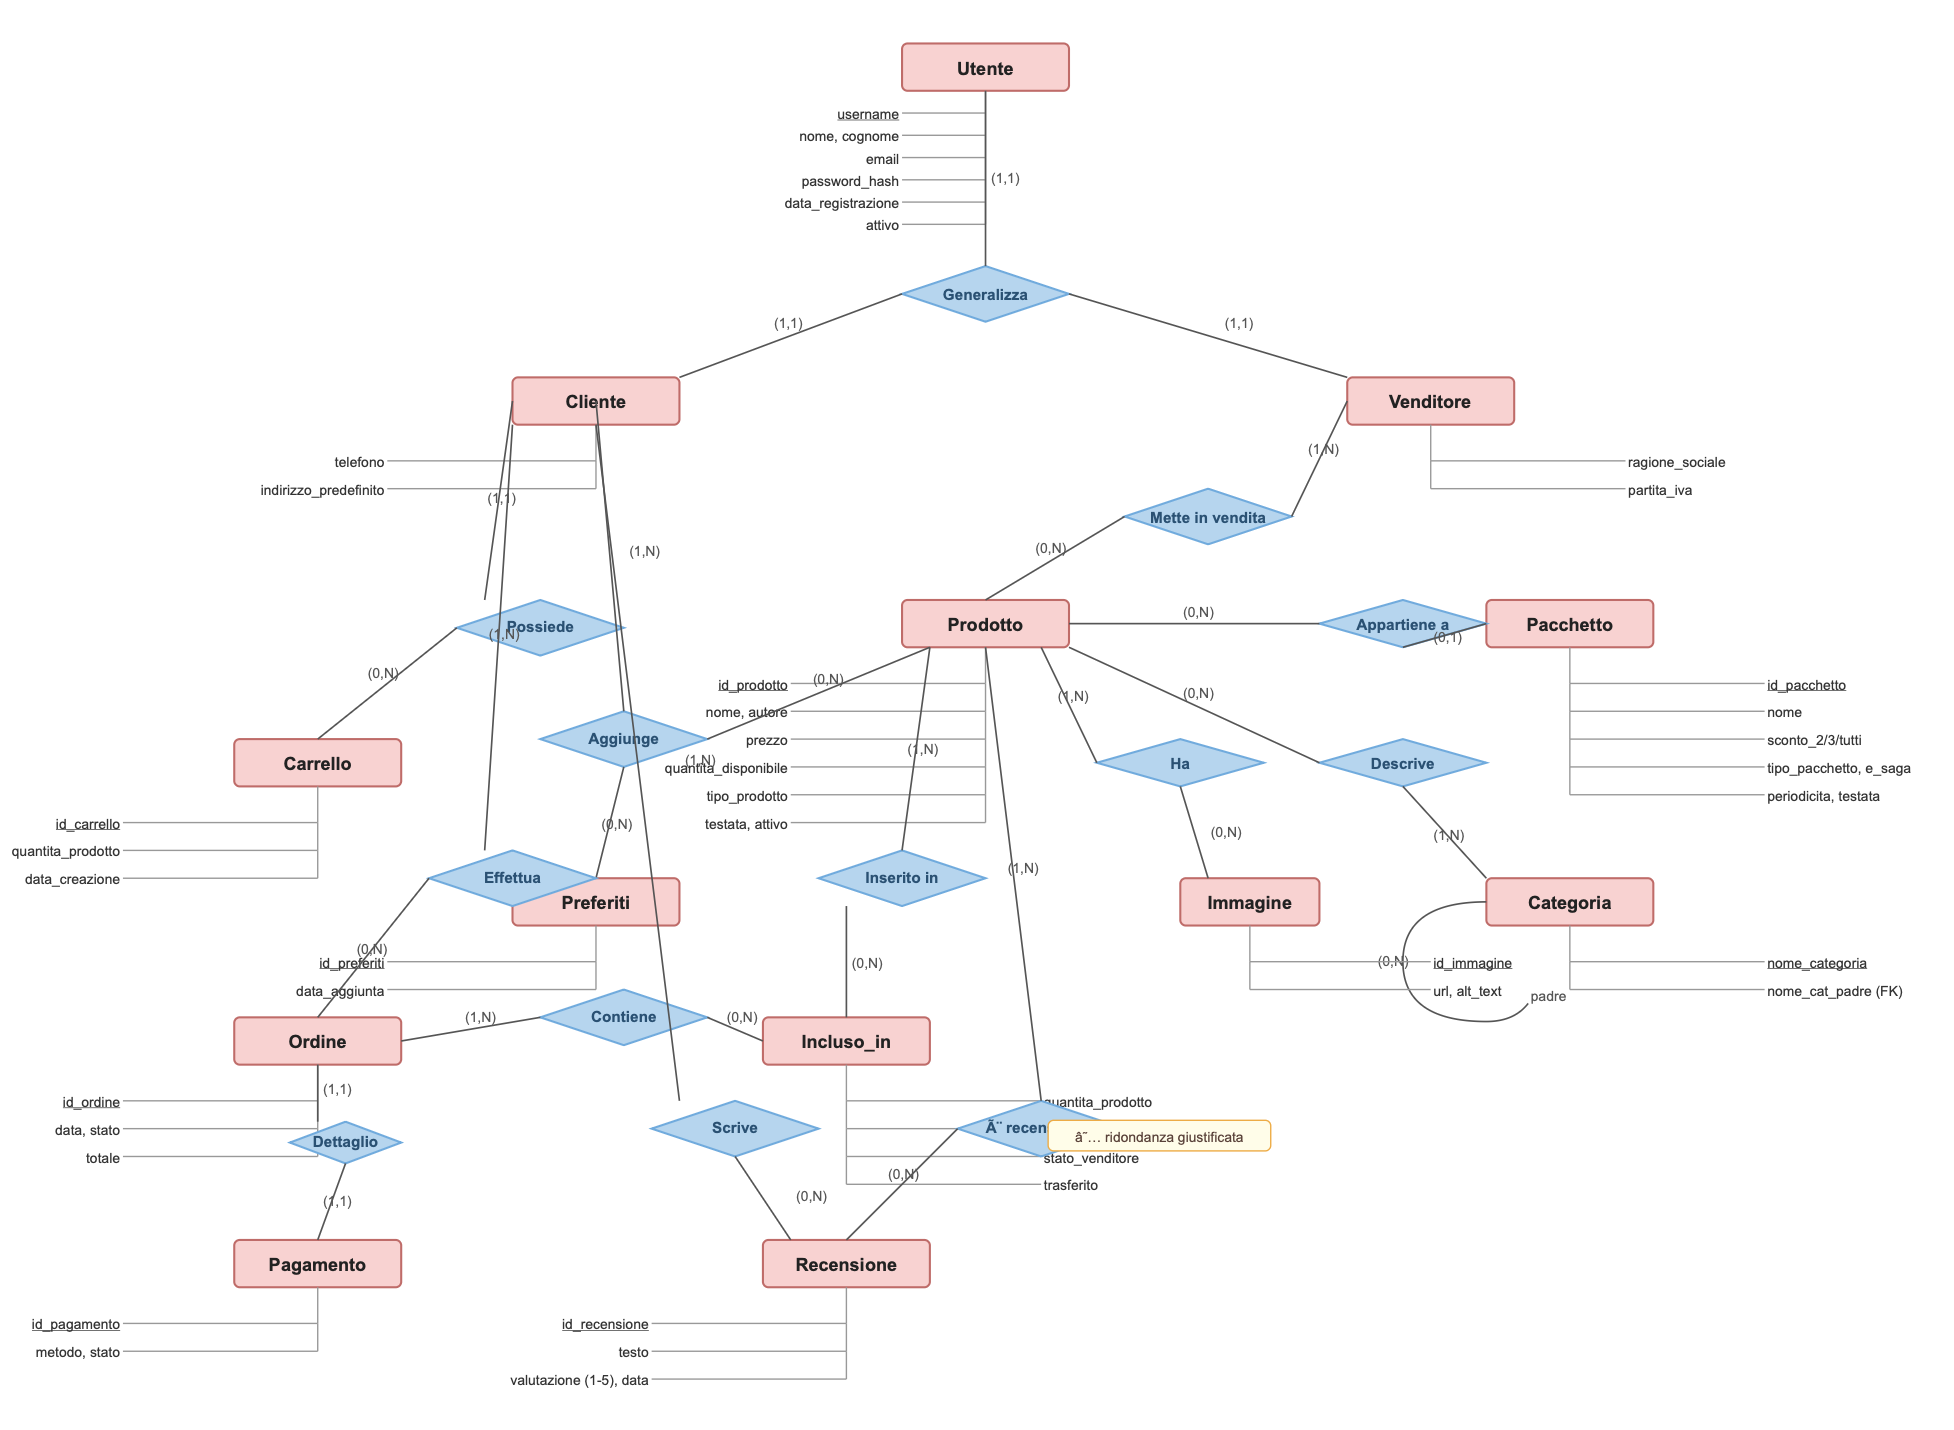 Utente
username
nome, cognome
email
password_hash
(1,1)
data_registrazione
attivo
Generalizza
(1,1)
(1,1)
Cliente
Venditore
telefono
indirizzo_predefinito
(1,1)
(1,N)
ragione_sociale
partita_iva
Mette in vendita
(1,N)
(0,N)
Possiede
(1,N)
(0,N)
Prodotto
(0,N)
Appartiene a
(0,1)
Pacchetto
id_prodotto
nome, autore
prezzo
quantita_disponibile
tipo_prodotto
testata, attivo
(0,N)
(1,N)
(1,N)
(1,N)
(0,N)
id_pacchetto
nome
sconto_2/3/tutti
tipo_pacchetto, e_saga
periodicita, testata
Carrello
Aggiunge
Ha
Descrive
id_carrello
quantita_prodotto
data_creazione
(0,N)
(0,N)
(1,N)
Effettua
Preferiti
Inserito in
(1,N)
Immagine
Categoria
(0,N)
id_preferiti
data_aggiunta
(0,N)
(0,N)
id_immagine
url, alt_text
padre
nome_categoria
nome_cat_padre (FK)
Ordine
(1,N)
Contiene
(0,N)
Incluso_in
(1,1)
id_ordine
data, stato
totale
Dettaglio
Scrive
quantita_prodotto
Ã¨ recen
â˜… ridondanza giustificata
stato_venditore
trasferito
(1,1)
(0,N)
(0,N)
Pagamento
Recensione
id_pagamento
metodo, stato
id_recensione
testo
valutazione (1-5), data